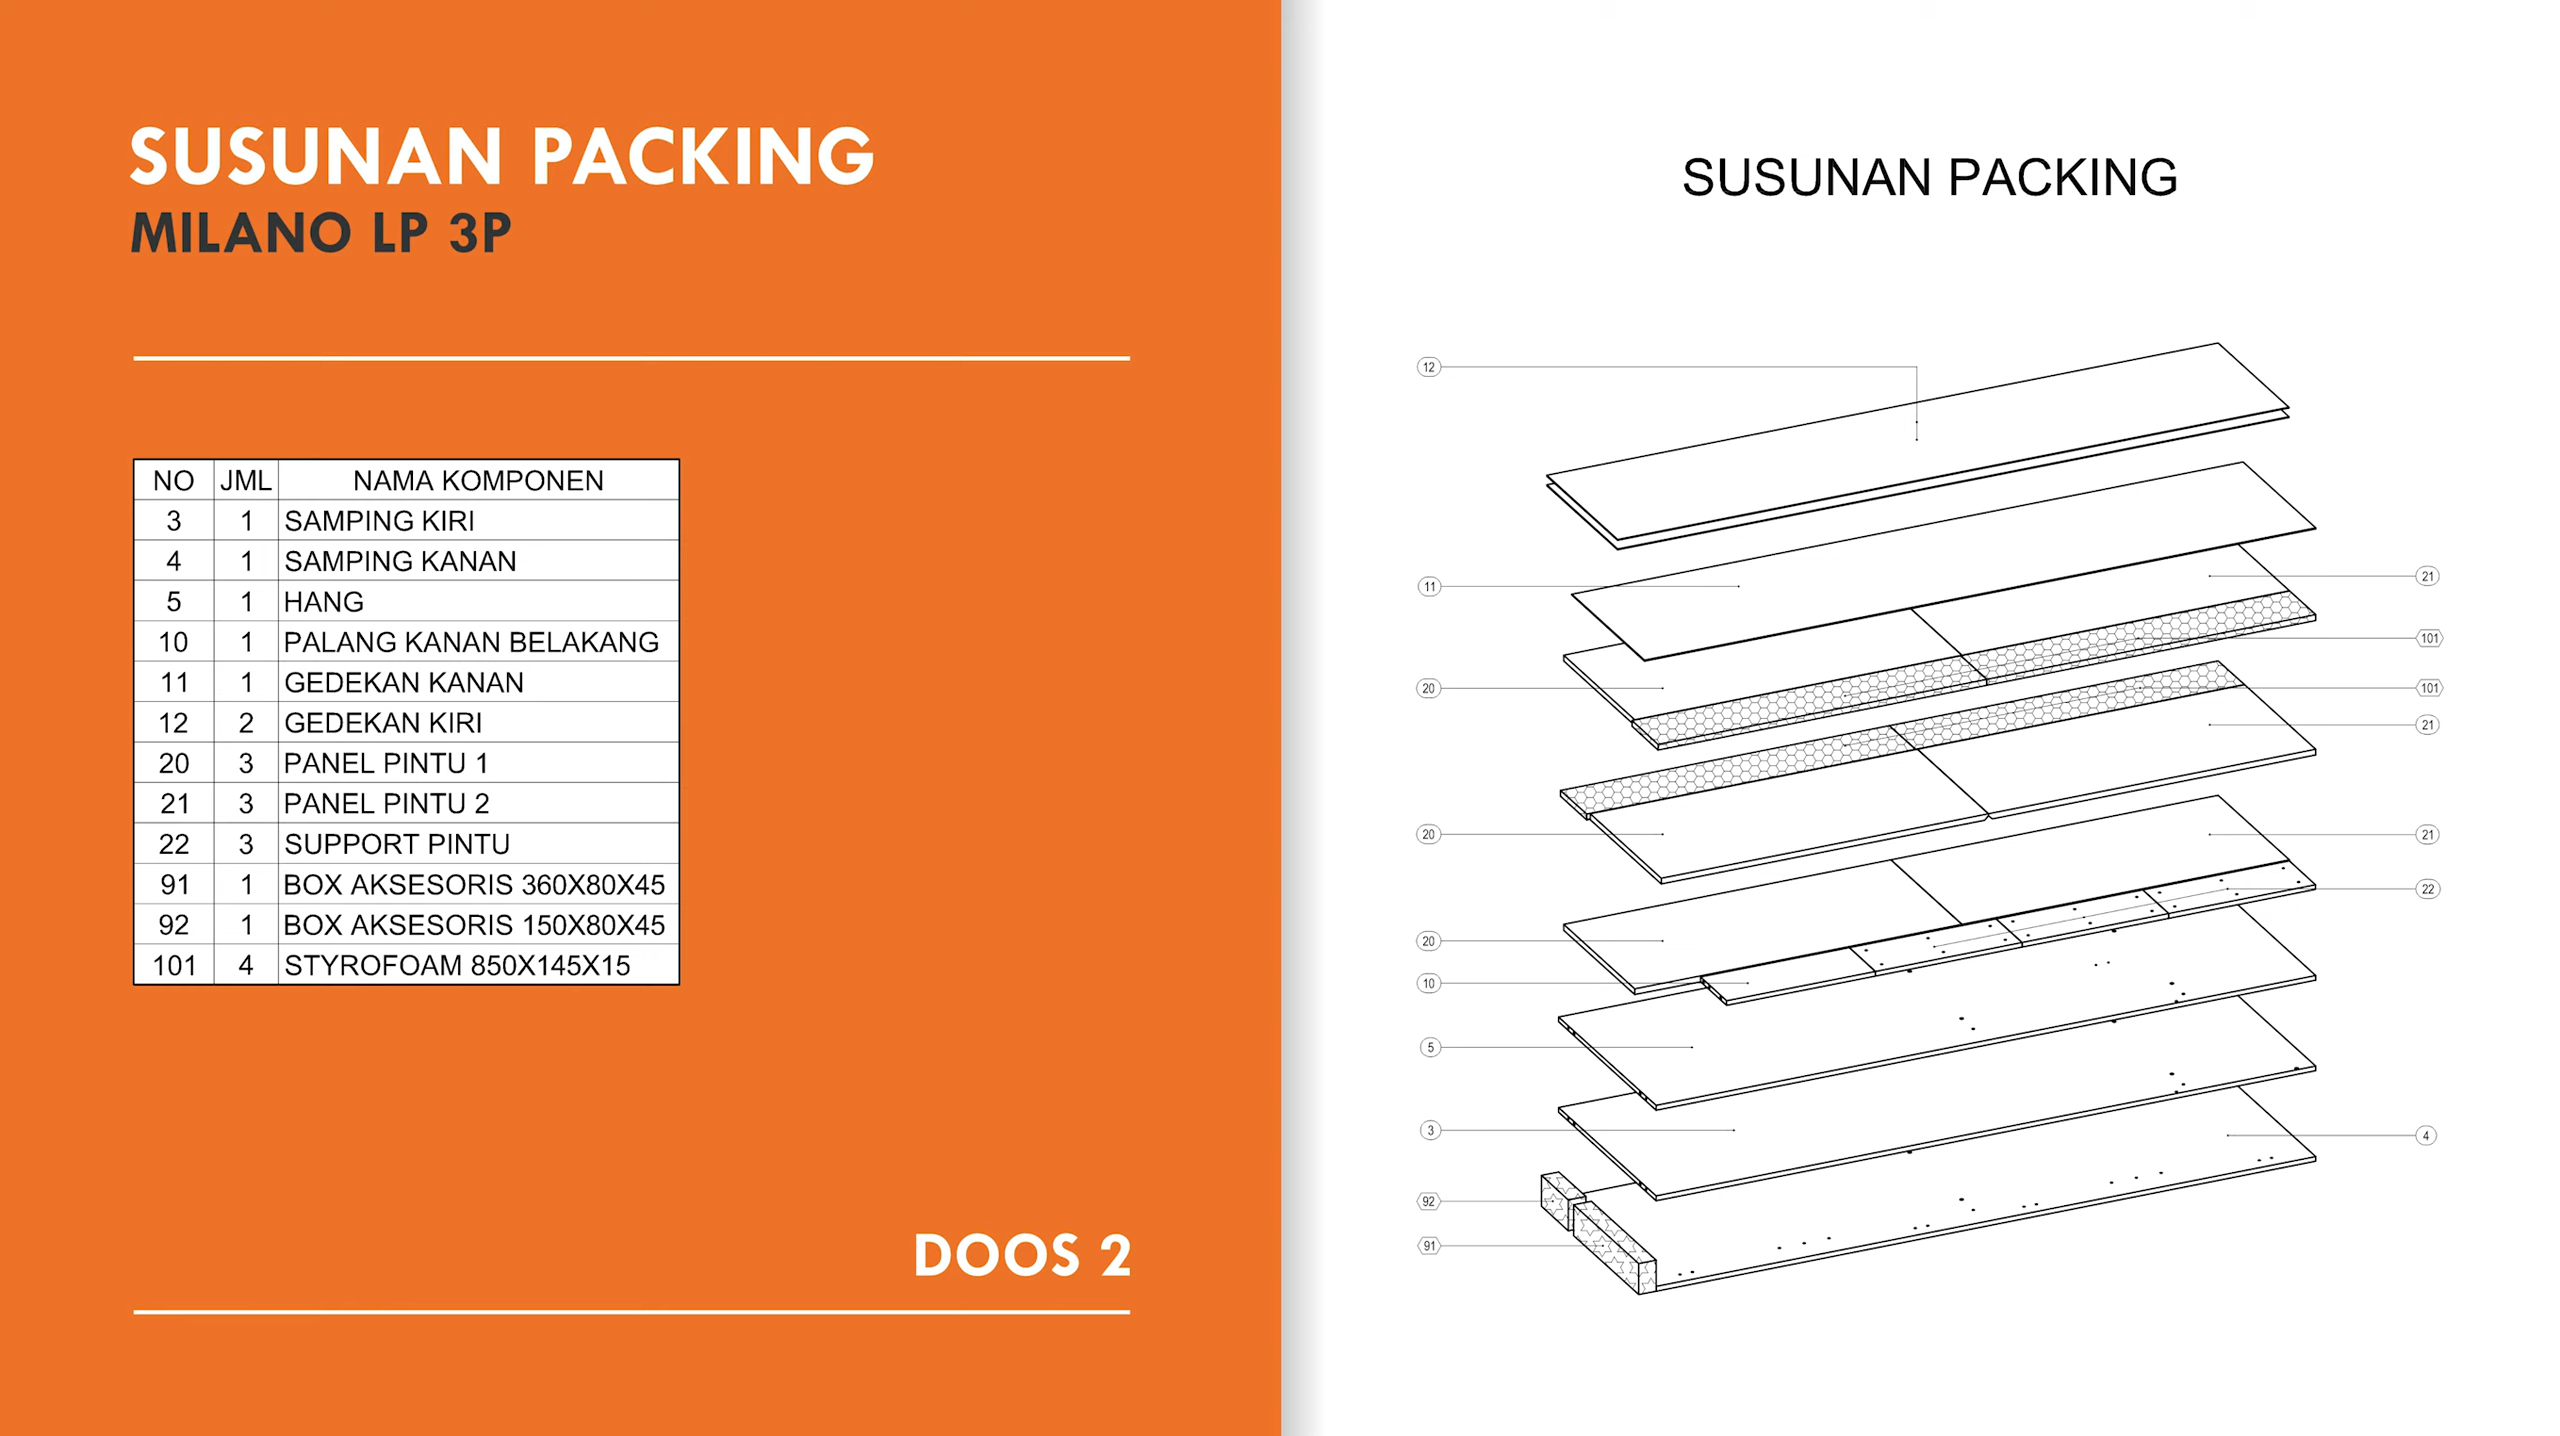 SUSUNAN PACKING
MILANO LP 3P
NO JML NAMA KOMPONEN
3 1 SAMPING KIRI
4 1 SAMPING KANAN
5 1 HANG
10 1 PALANG KANAN BELAKANG
11 1 GEDEKAN KANAN
12 2 GEDEKAN KIRI
20 3 PANEL PINTU 1
21 3 PANEL PINTU 2
22 3 SUPPORT PINTU
91 1 BOX AKSESORIS 360X80X45
92 1 BOX AKSESORIS 150X80X45
101 4 STYROFOAM 850X145X15
DOOS 2
SUSUNAN PACKING
12
11
21
101
20
101
21
20
21
22
20
10
5
3
4
92
91